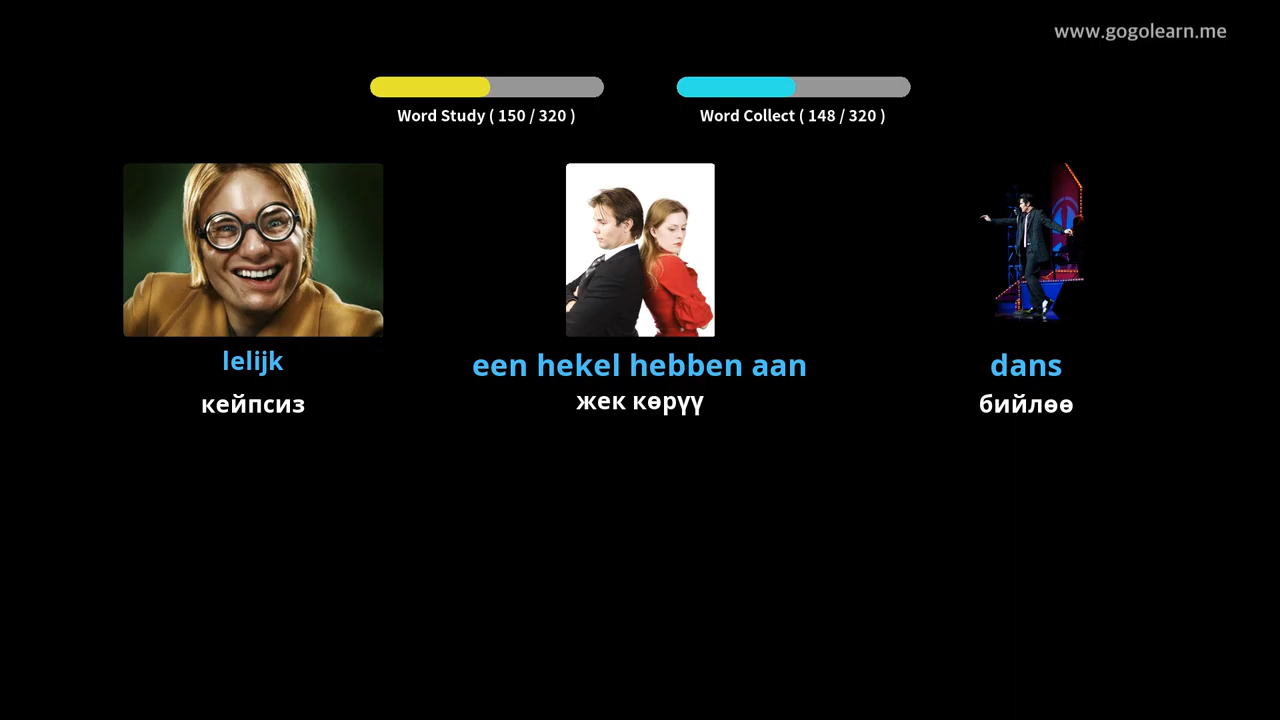 www.gogolearn.me
Word Study ( 150 / 320 )
Word Collect ( 148 / 320 )
lelijk
een hekel hebben aan
dans
кейпсиз
жек көрүү
бийлөө